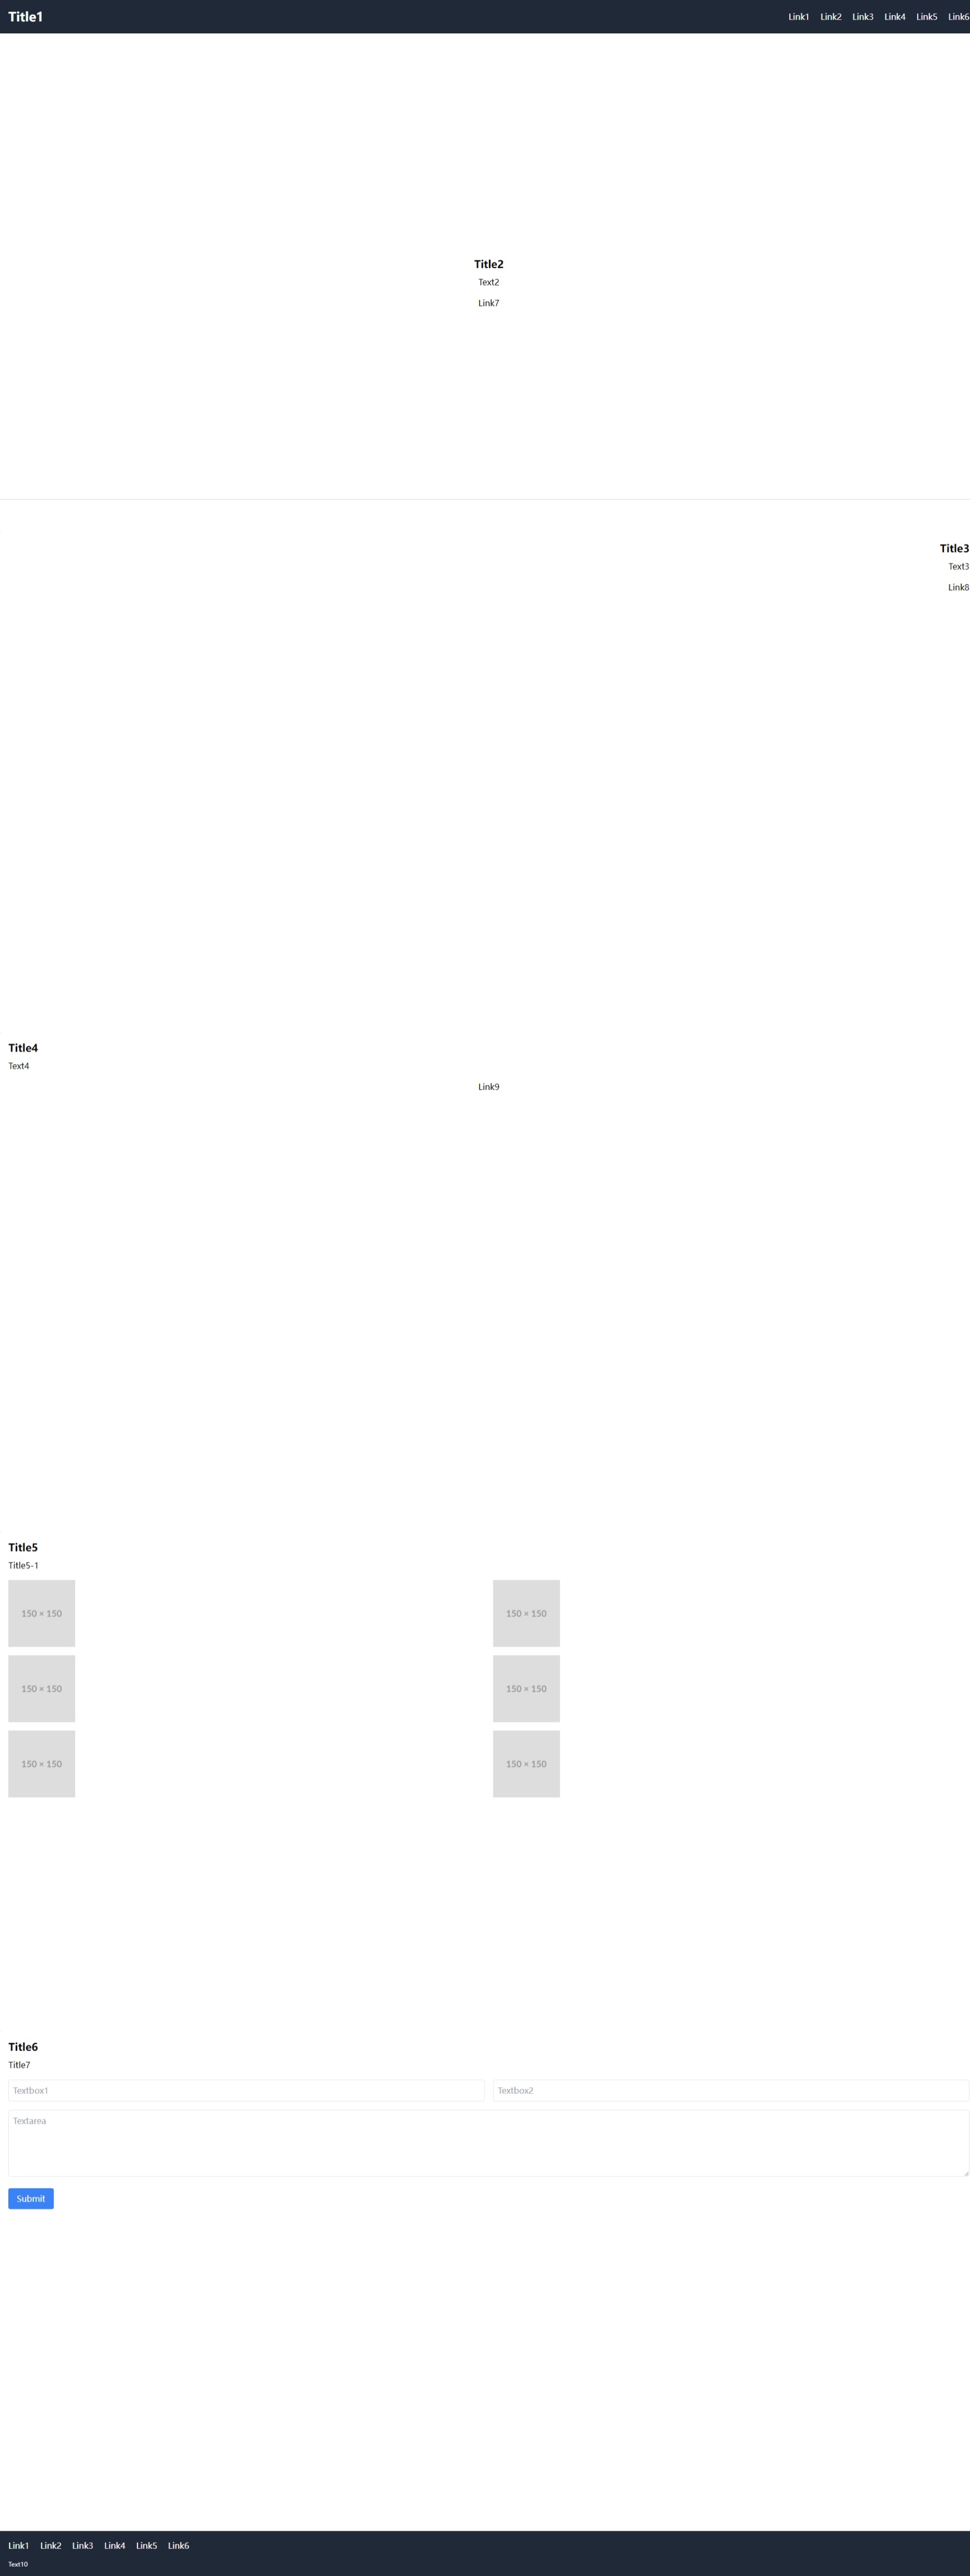 Title1
Link1 Link2 Link3 Link4 Link5 Link6
Title2
Text2
Link7
Title3
Text3
Link8
Title4
Text4
Link9
Title5
Title5-1
150 × 150 150 × 150
150 × 150 150 × 150
150 × 150 150 × 150
Title6
Title7
Textbox1 Textbox2
Textarea
Submit
Link1 Link2 Link3 Link4 Link5 Link6
Text10